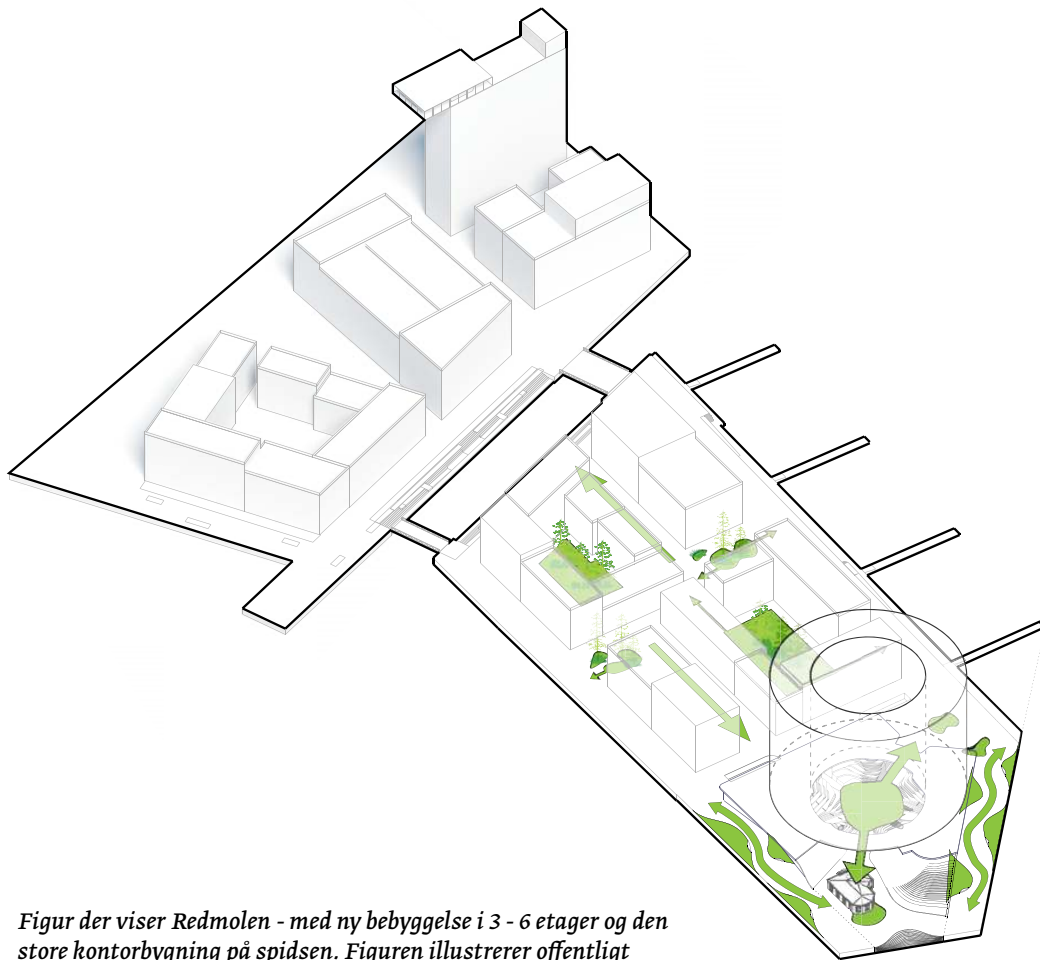 Figur der viser Redmolen - med ny bebyggelse i 3 - 6 etager og den
store kontorbygning på spidsen. Figuren illustrerer offentligt